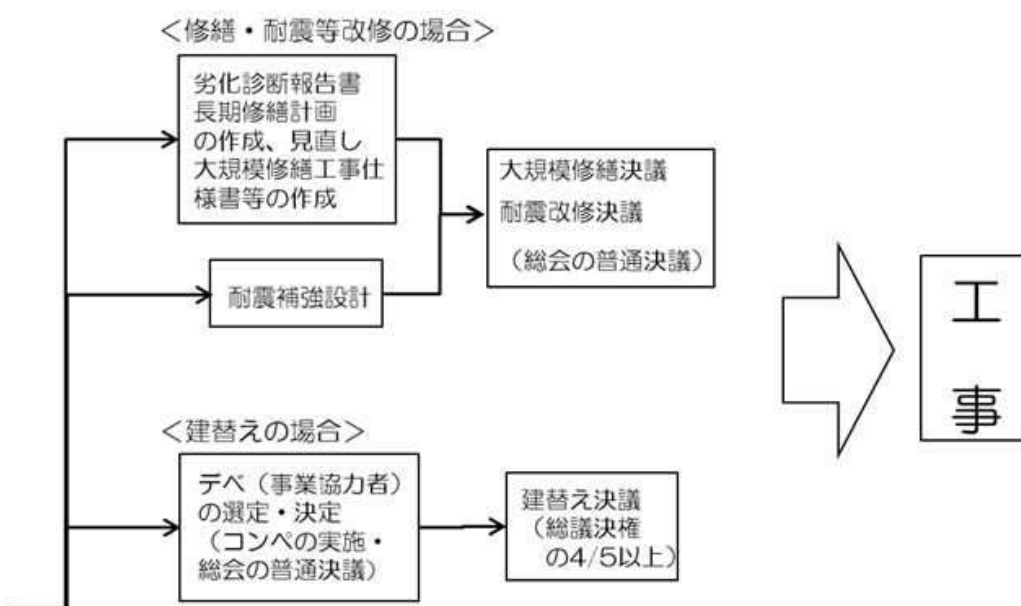 ＜修繕・耐震等改修の場合＞
劣化診断報告書
長期修繕計画
の作成、見直し
大規模修繕工事仕
様書等の作成
大規模修繕決議
耐震改修決議
（総会の普通決議）
耐震補強設計
工
事
＜建替えの場合＞
デベ（事業協力者）
の選定・決定
（コンペの実施・
総会の普通決議）
建替え決議
（総議決権
の4/5以上）